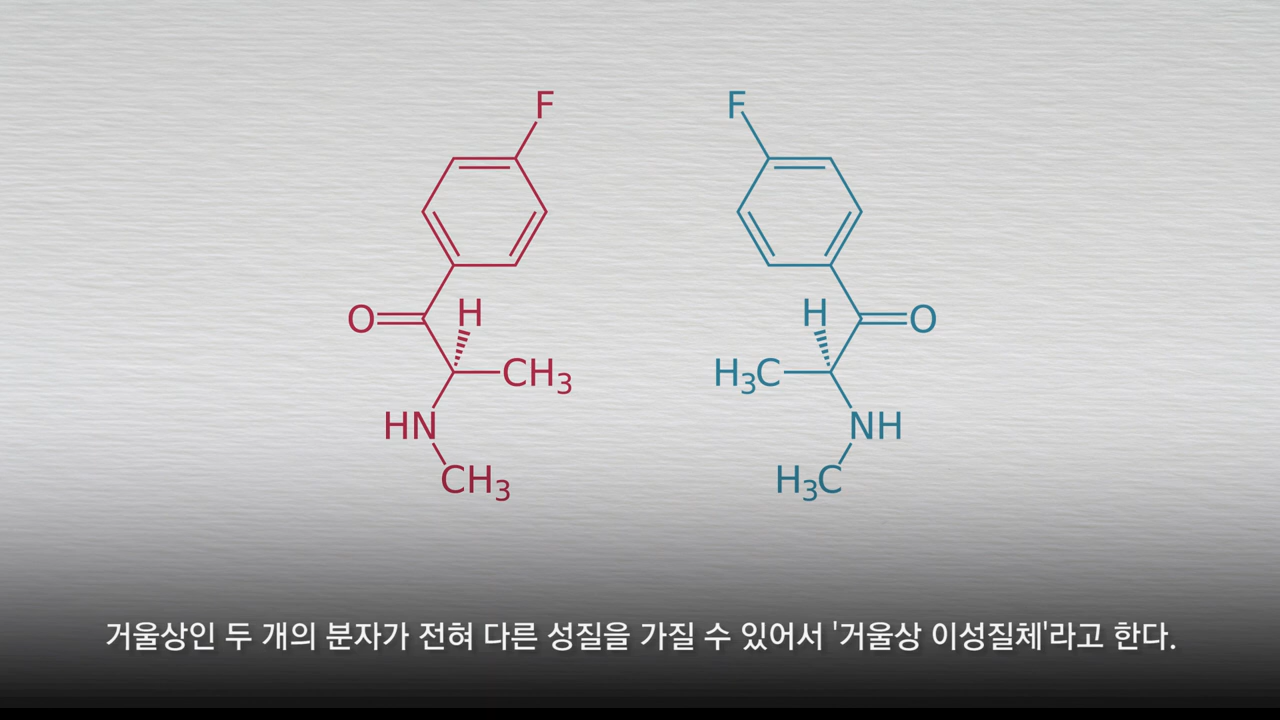 F F
H H
O O
CH3 H3C
HN NH
CH3 H3C
거울상인 두 개의 분자가 전혀 다른 성질을 가질 수 있어서 '거울상 이성질체'라고 한다.